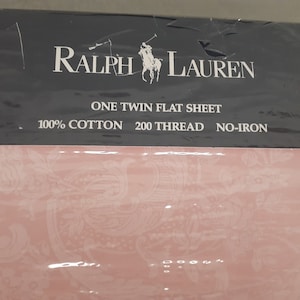 RALPH LAUREN
ONE TWIN FLAT SHEET
100% COTTON 200 THREAD NO-IRON